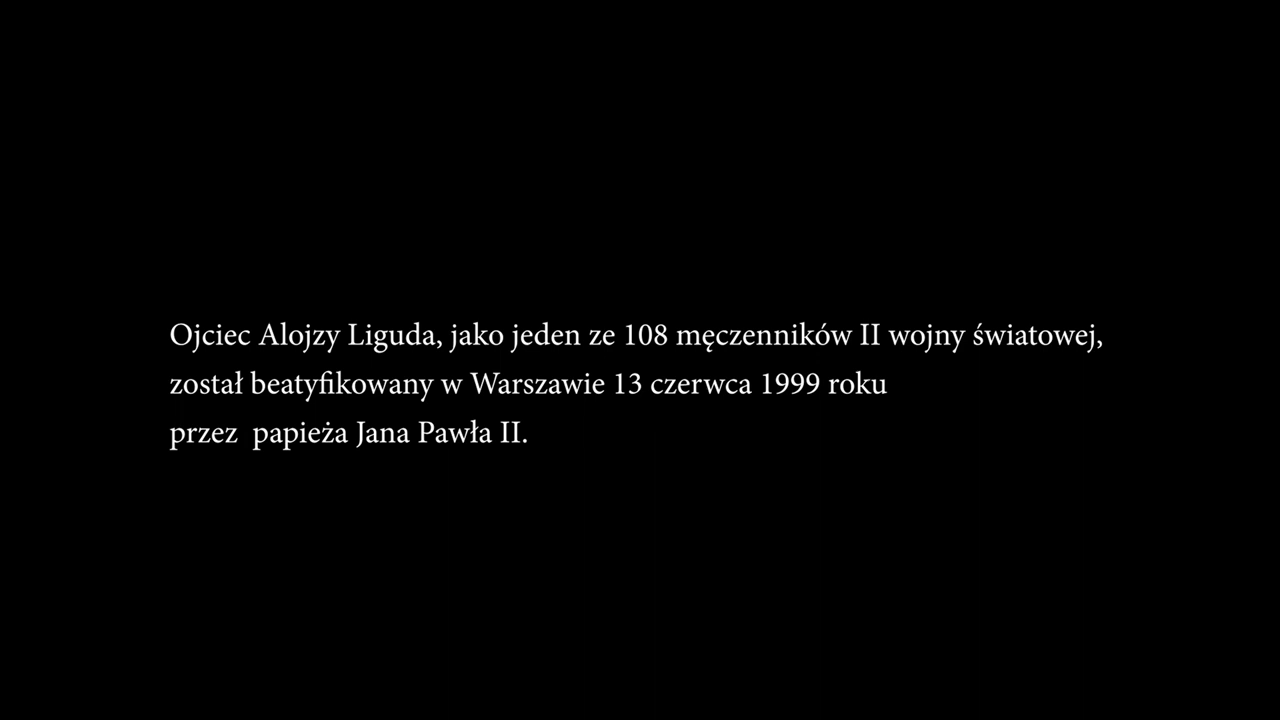 Ojciec Alojzy Liguda, jako jeden ze 108 męczenników II wojny światowej,
został beatyfikowany w Warszawie 13 czerwca 1999 roku
przez  papieża Jana Pawła II.